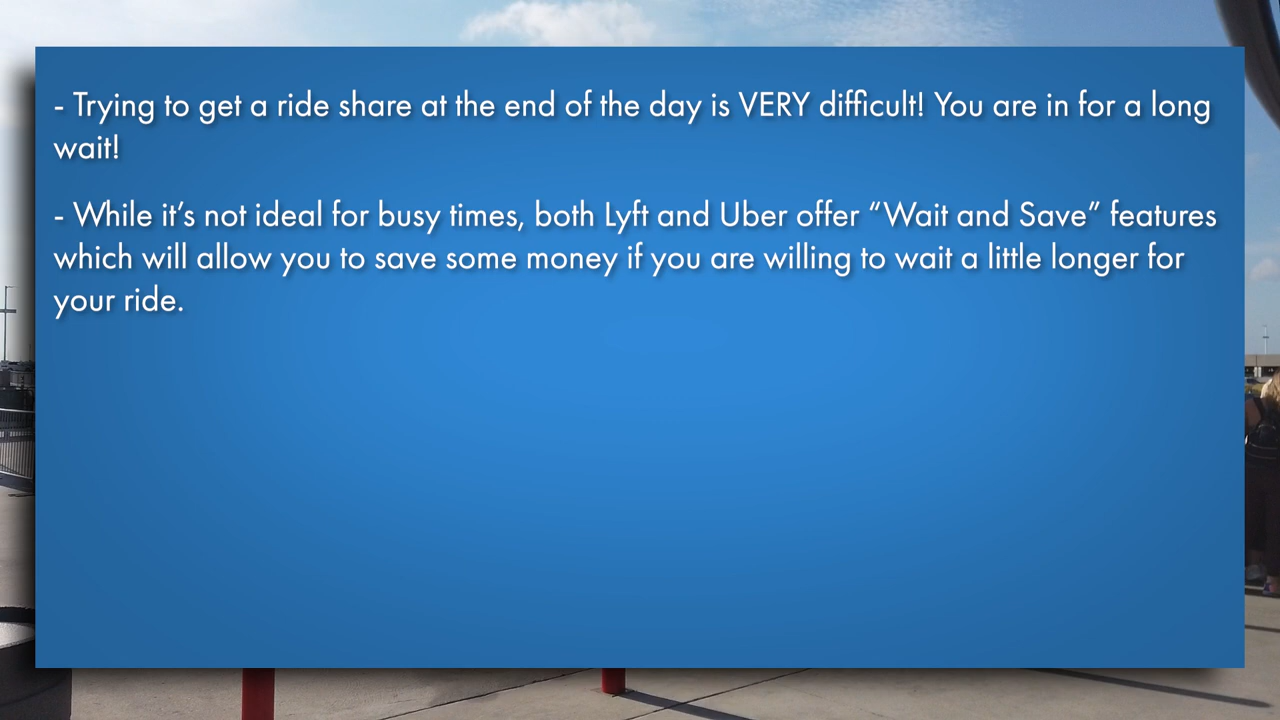 - Trying to get a ride share at the end of the day is VERY difficult! You are in for a long
wait!
- While it’s not ideal for busy times, both Lyft and Uber offer “Wait and Save” features
which will allow you to save some money if you are willing to wait a little longer for
your ride.